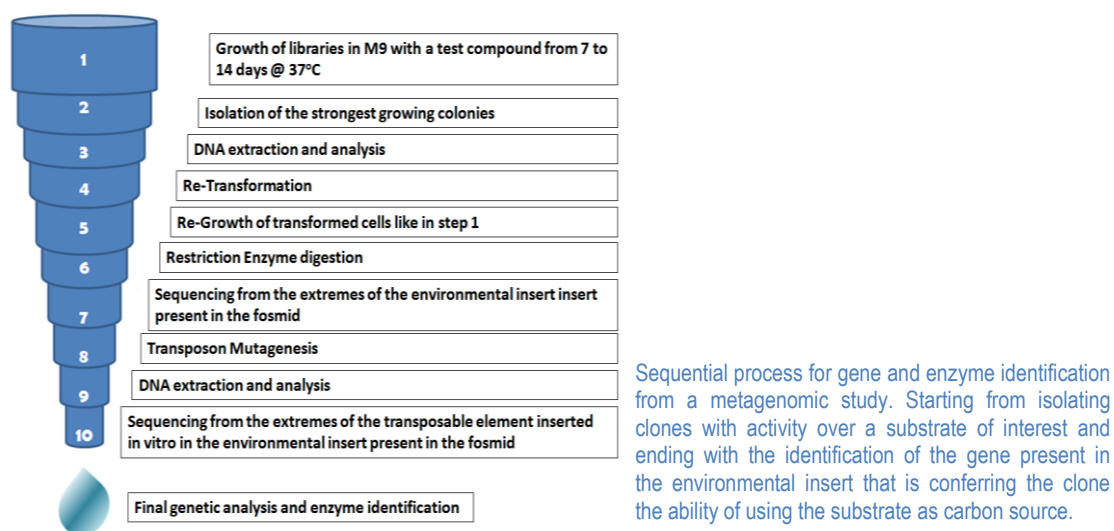 1
Growth of libraries in M9 with a test compound from 7 to
14 days @ 37°C
2
Isolation of the strongest growing colonies
3
DNA extraction and analysis
4
Re-Transformation
5
Re-Growth of transformed cells like in step 1
6
Restriction Enzyme digestion
7
Sequencing from the extremes of the environmental insert insert
present in the fosmid
8
Transposon Mutagenesis
9
DNA extraction and analysis
10
Sequencing from the extremes of the transposable element inserted
in vitro in the environmental insert present in the fosmid
Final genetic analysis and enzyme identification
Sequential process for gene and enzyme identification
from a metagenomic study. Starting from isolating
clones with activity over a substrate of interest and
ending with the identification of the gene present in
the environmental insert that is conferring the clone
the ability of using the substrate as carbon source.